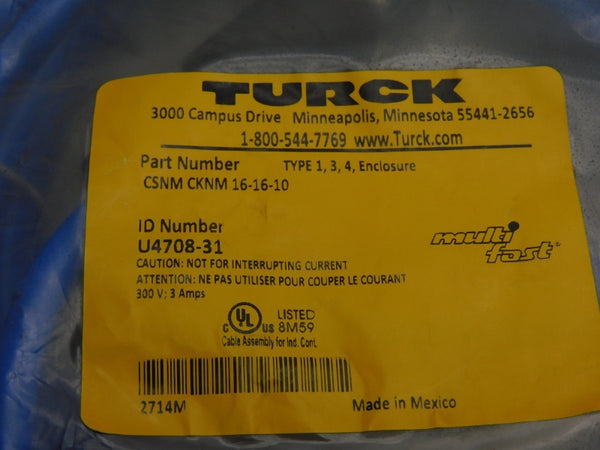 TURCK
3000 Campus Drive Minneapolis, Minnesota 55441-2656
1-800-544-7769 www.Turck.com
Part Number TYPE 1, 3, 4, Enclosure
CSNM CKNM 16-16-10
ID Number
U4708-31
multi
fast
CAUTION: NOT FOR INTERRUPTING CURRENT
ATTENTION: NE PAS UTILISER POUR COUPER LE COURANT
300 V; 3 Amps
C UL US LISTED
8M59
Cable Assembly for Ind. Cont.
2714M Made in Mexico